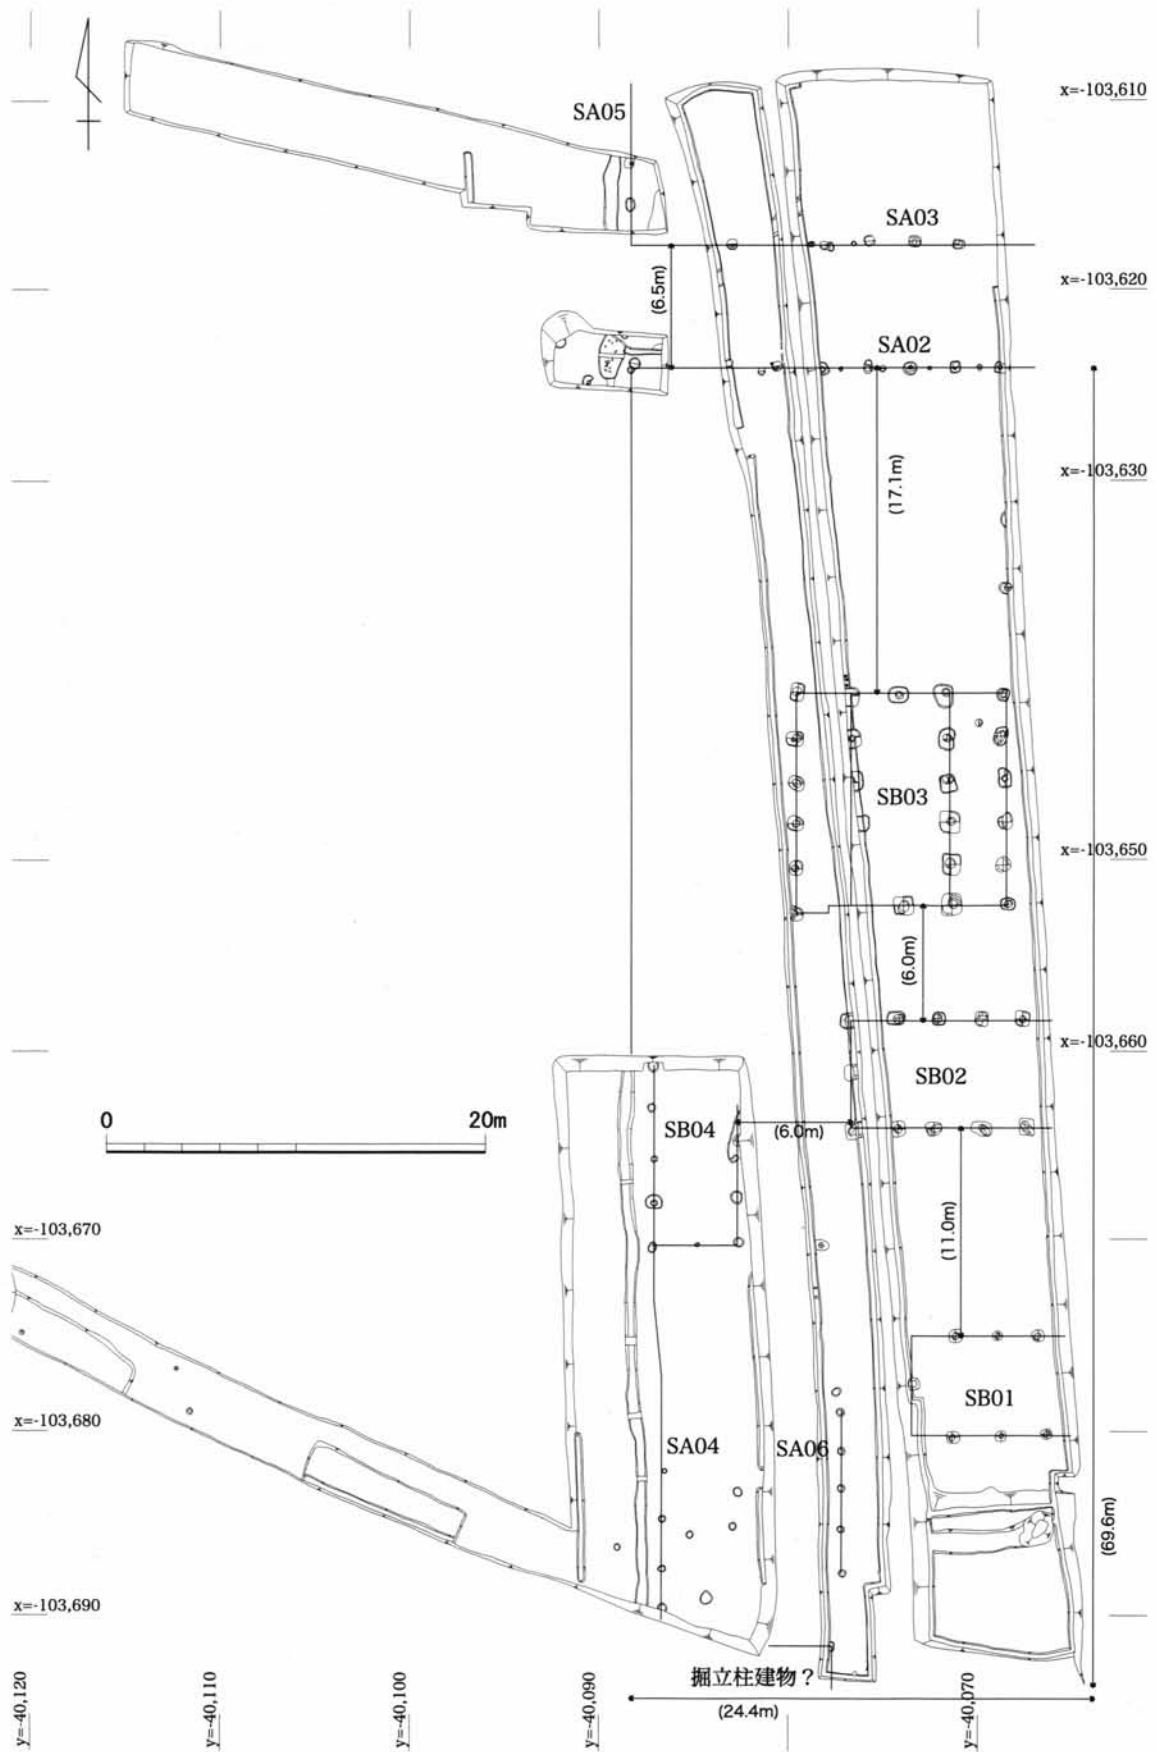 x=-103,610
SA05
SA03
(6.5m)
x=-103,620
SA02
(17.1m)
x=-103,630
SB03
x=-103,650
(6.0m)
x=-103,660
SB02
0
20m
SB04
(6.0m)
x=-103,670
(11.0m)
SB01
x=-103,680
SA04
SA06
(69.6m)
x=-103,690
掘立柱建物?
(24.4m)
y=-40,120
y=-40,110
y=-40,100
y=-40,090
y=-40,070